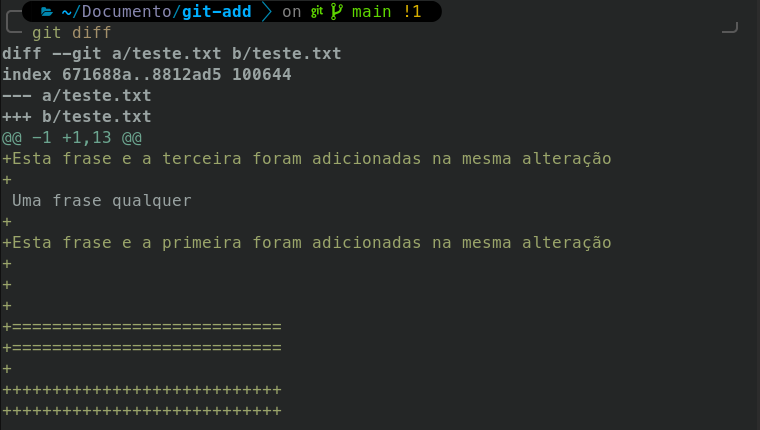 ~/Documento/git-add on git main !1
git diff
diff --git a/teste.txt b/teste.txt
index 671688a..8812ad5 100644
--- a/teste.txt
+++ b/teste.txt
@@ -1 +1,13 @@
+Esta frase e a terceira foram adicionadas na mesma alteração
+
 Uma frase qualquer
+
+Esta frase e a primeira foram adicionadas na mesma alteração
+
+
+
+===========================
+===========================
+
++++++++++++++++++++++++++++
++++++++++++++++++++++++++++